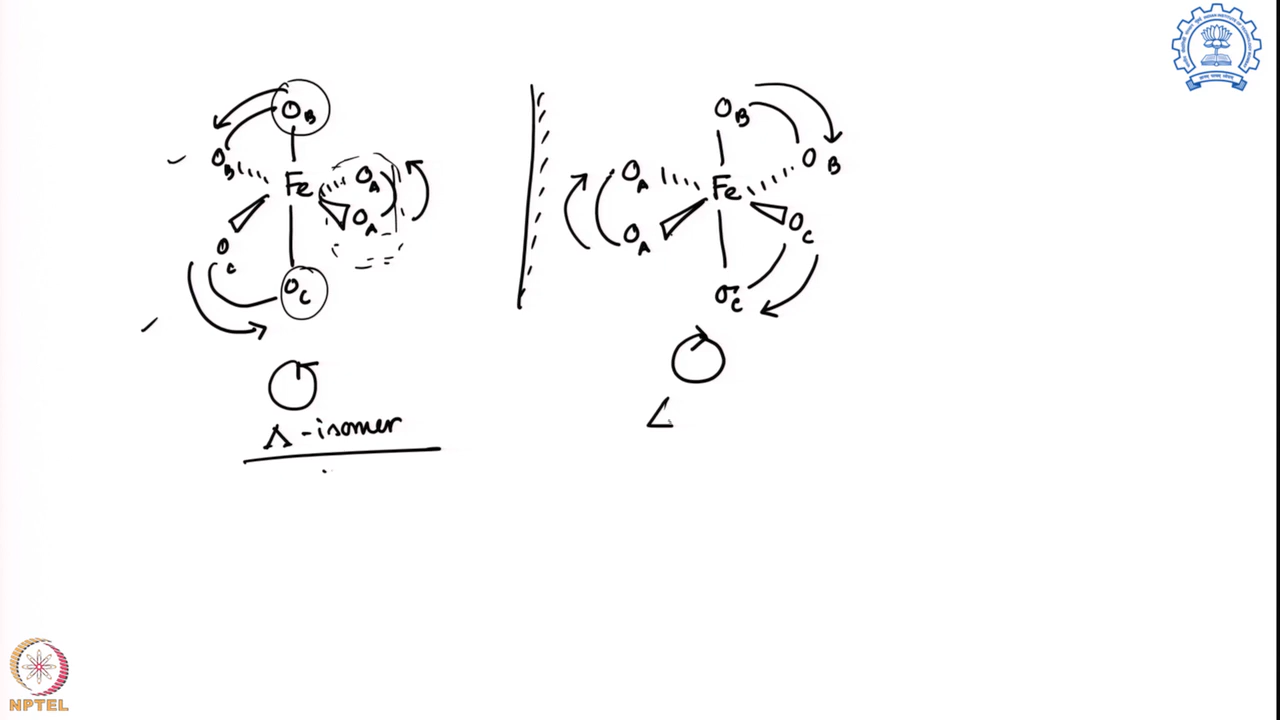 O_B
O_B
Fe
O_A
O_A
O_C
O_C
Λ-isomer
O_B
O_B
O_A
Fe
O_A
O_C
O_C
Δ
NPTEL